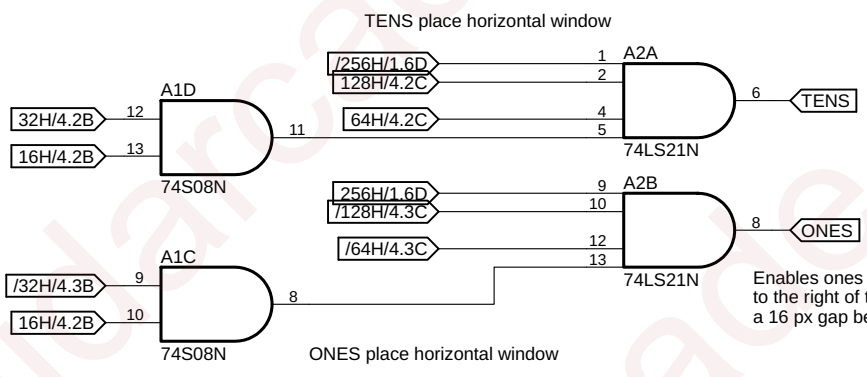 TENS place horizontal window
/256H/1.6D 1 A2A
128H/4.2C 2
6 TENS
A1D
32H/4.2B 12
64H/4.2C 4
11 5
16H/4.2B 13
74LS21N
74S08N
256H/1.6D 9 A2B
/128H/4.3C 10
8 ONES
/64H/4.3C 12
A1C
13
/32H/4.3B 9
74LS21N
8
16H/4.2B 10
74S08N
Enables ones
to the right of
a 16 px gap
ONES place horizontal window